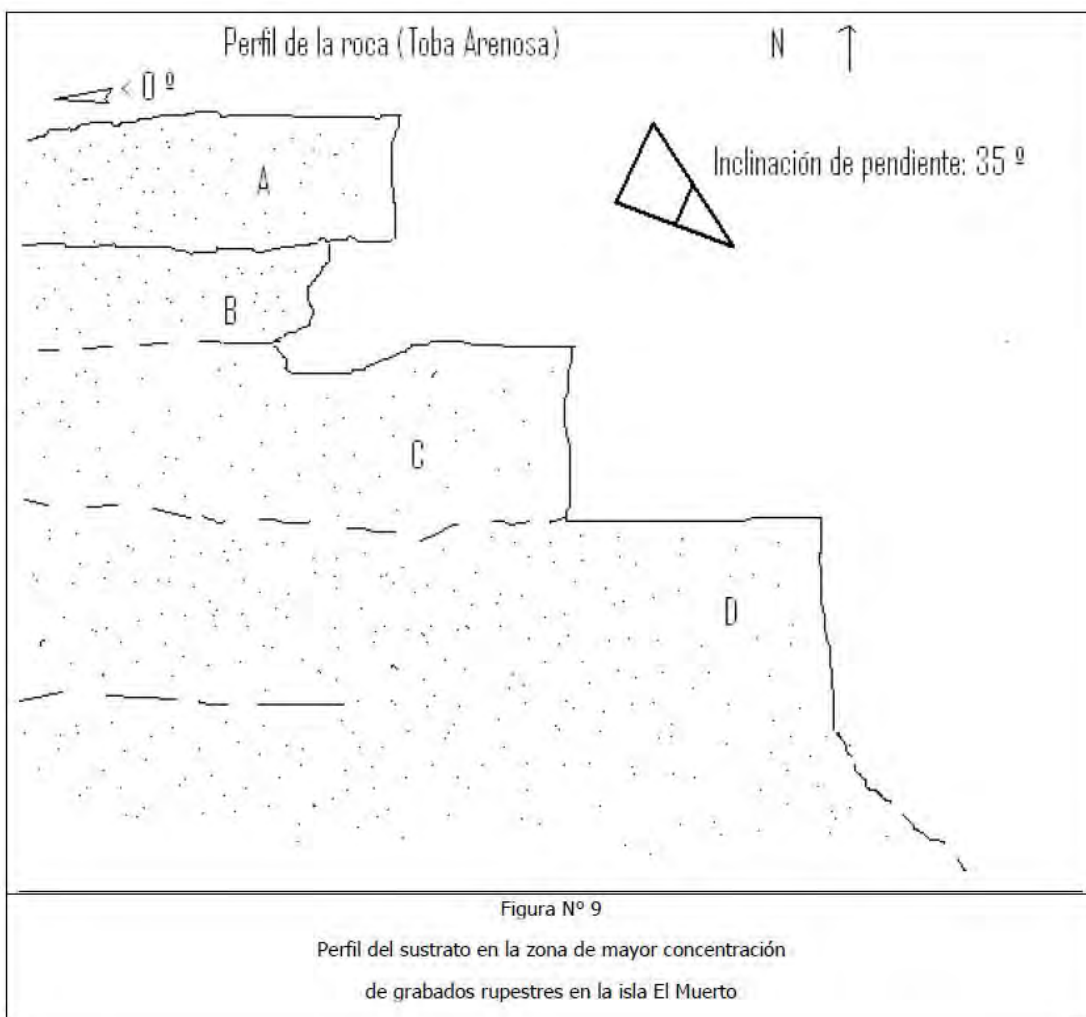 Perfil de la roca (Toba Arenosa)
N
< 0 º
A
Inclinación de pendiente: 35 º
B
C
D
Figura Nº 9
Perfil del sustrato en la zona de mayor concentración
de grabados rupestres en la isla El Muerto